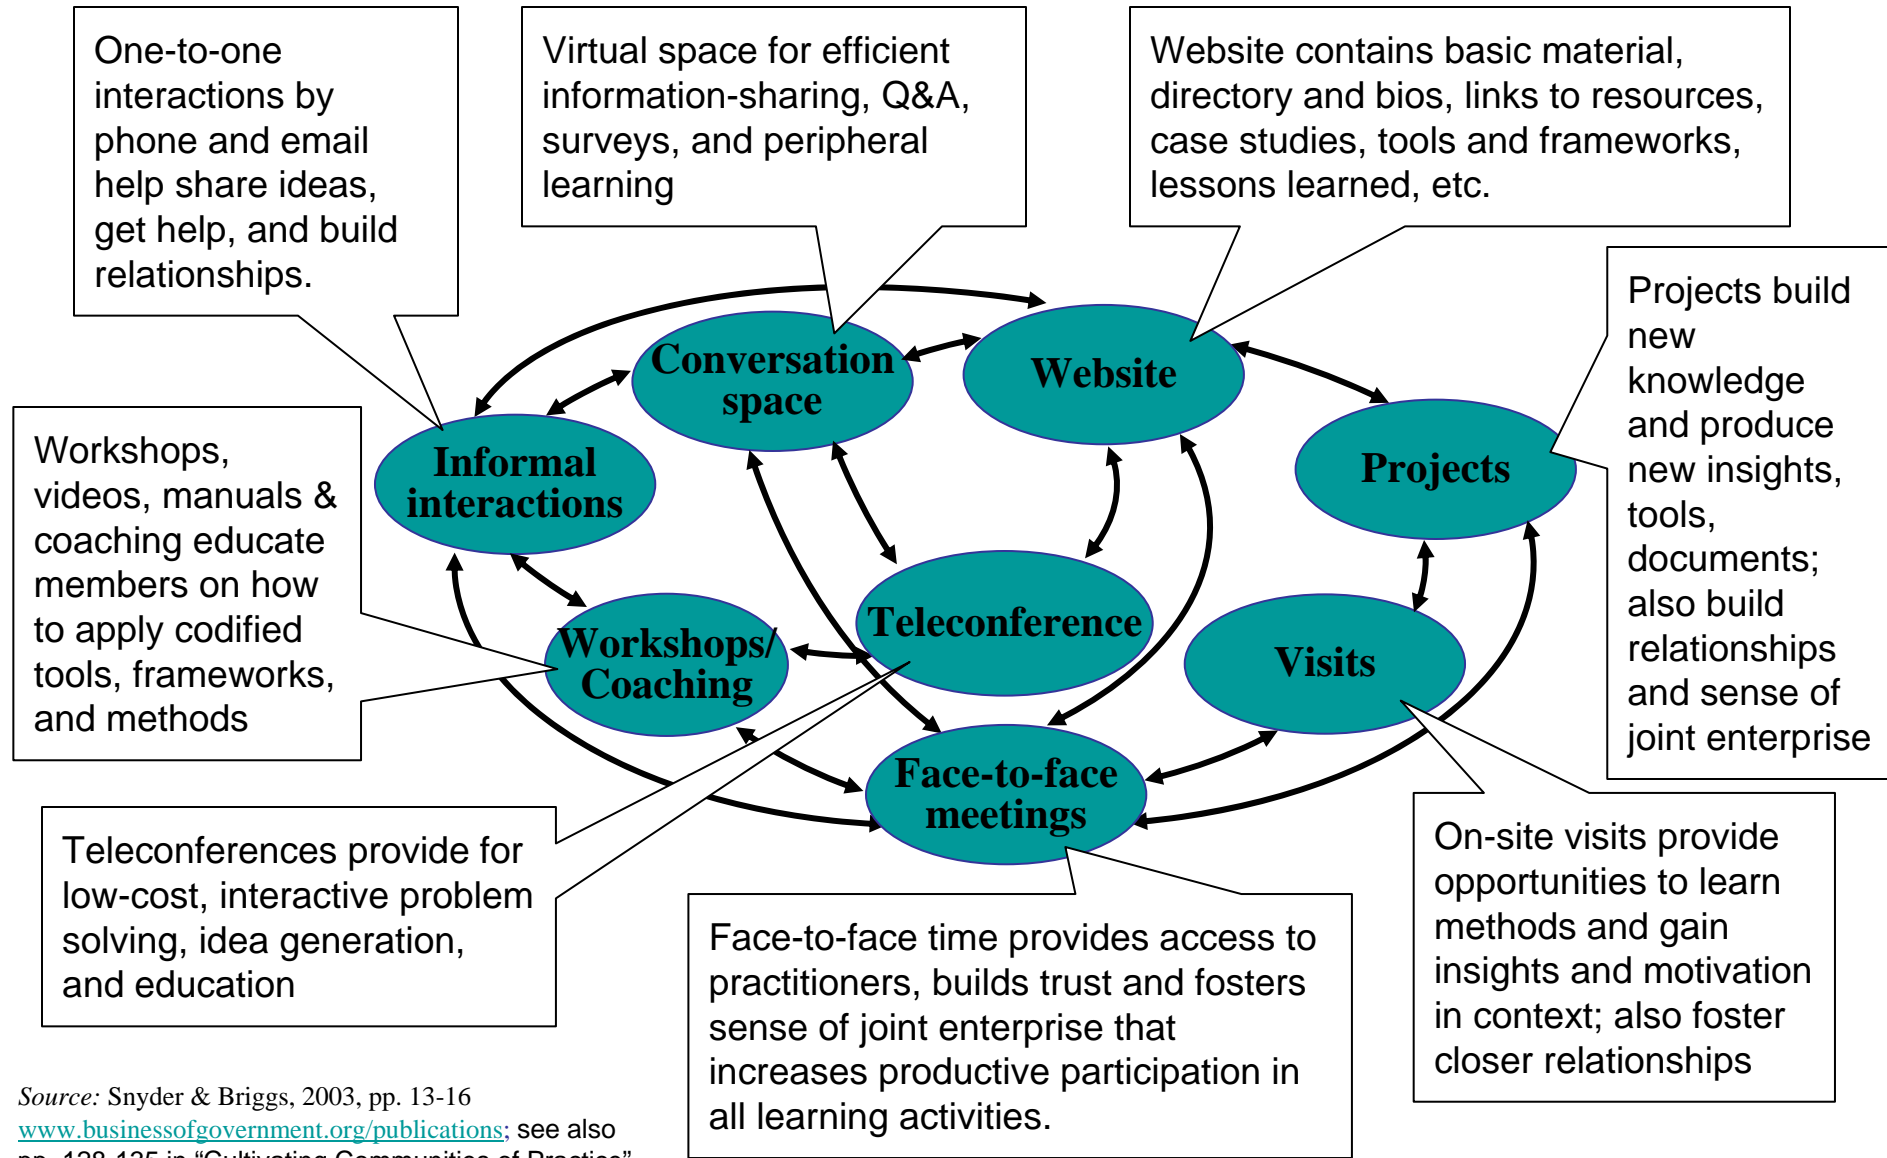 One-to-one
interactions by
phone and email
help share ideas,
get help, and build
relationships.
Virtual space for efficient
information-sharing, Q&A,
surveys, and peripheral
learning
Website contains basic material,
directory and bios, links to resources,
case studies, tools and frameworks,
lessons learned, etc.
Projects build
new
knowledge
and produce
new insights,
tools,
documents;
also build
relationships
and sense of
joint enterprise
Workshops,
videos, manuals &
coaching educate
members on how
to apply codified
tools, frameworks,
and methods
Conversation
space
Website
Informal
interactions
Projects
Teleconference
Workshops/
Coaching
Visits
Face-to-face
meetings
Teleconferences provide for
low-cost, interactive problem
solving, idea generation,
and education
Face-to-face time provides access to
practitioners, builds trust and fosters
sense of joint enterprise that
increases productive participation in
all learning activities.
On-site visits provide
opportunities to learn
methods and gain
insights and motivation
in context; also foster
closer relationships
Source: Snyder & Briggs, 2003, pp. 13-16
www.businessofgovernment.org/publications; see also
pp. 128-135 in “Cultivating Communities of Practice”